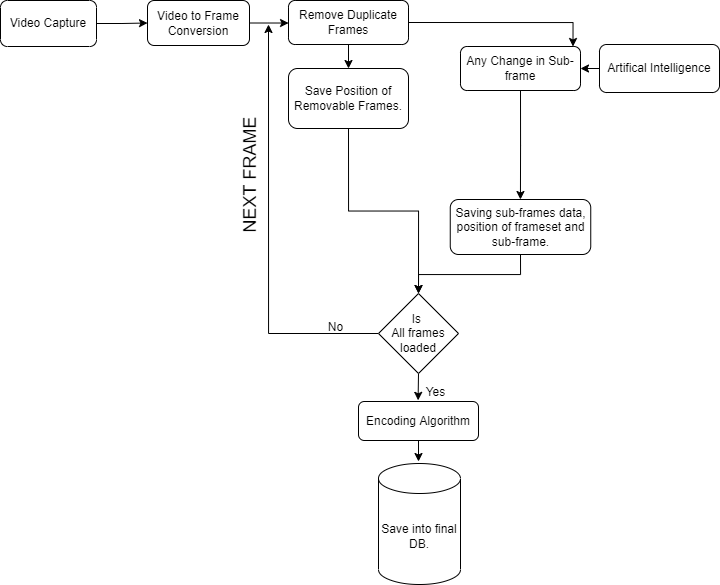 Video Capture
Video to Frame
Conversion
Remove Duplicate
Frames
Any Change in Sub-
frame
Artifical Intelligence
Save Position of
Removable Frames.
NEXT FRAME
Saving sub-frames data,
position of frameset and
sub-frame.
Is
All frames
loaded
No
Yes
Encoding Algorithm
Save into final
DB.